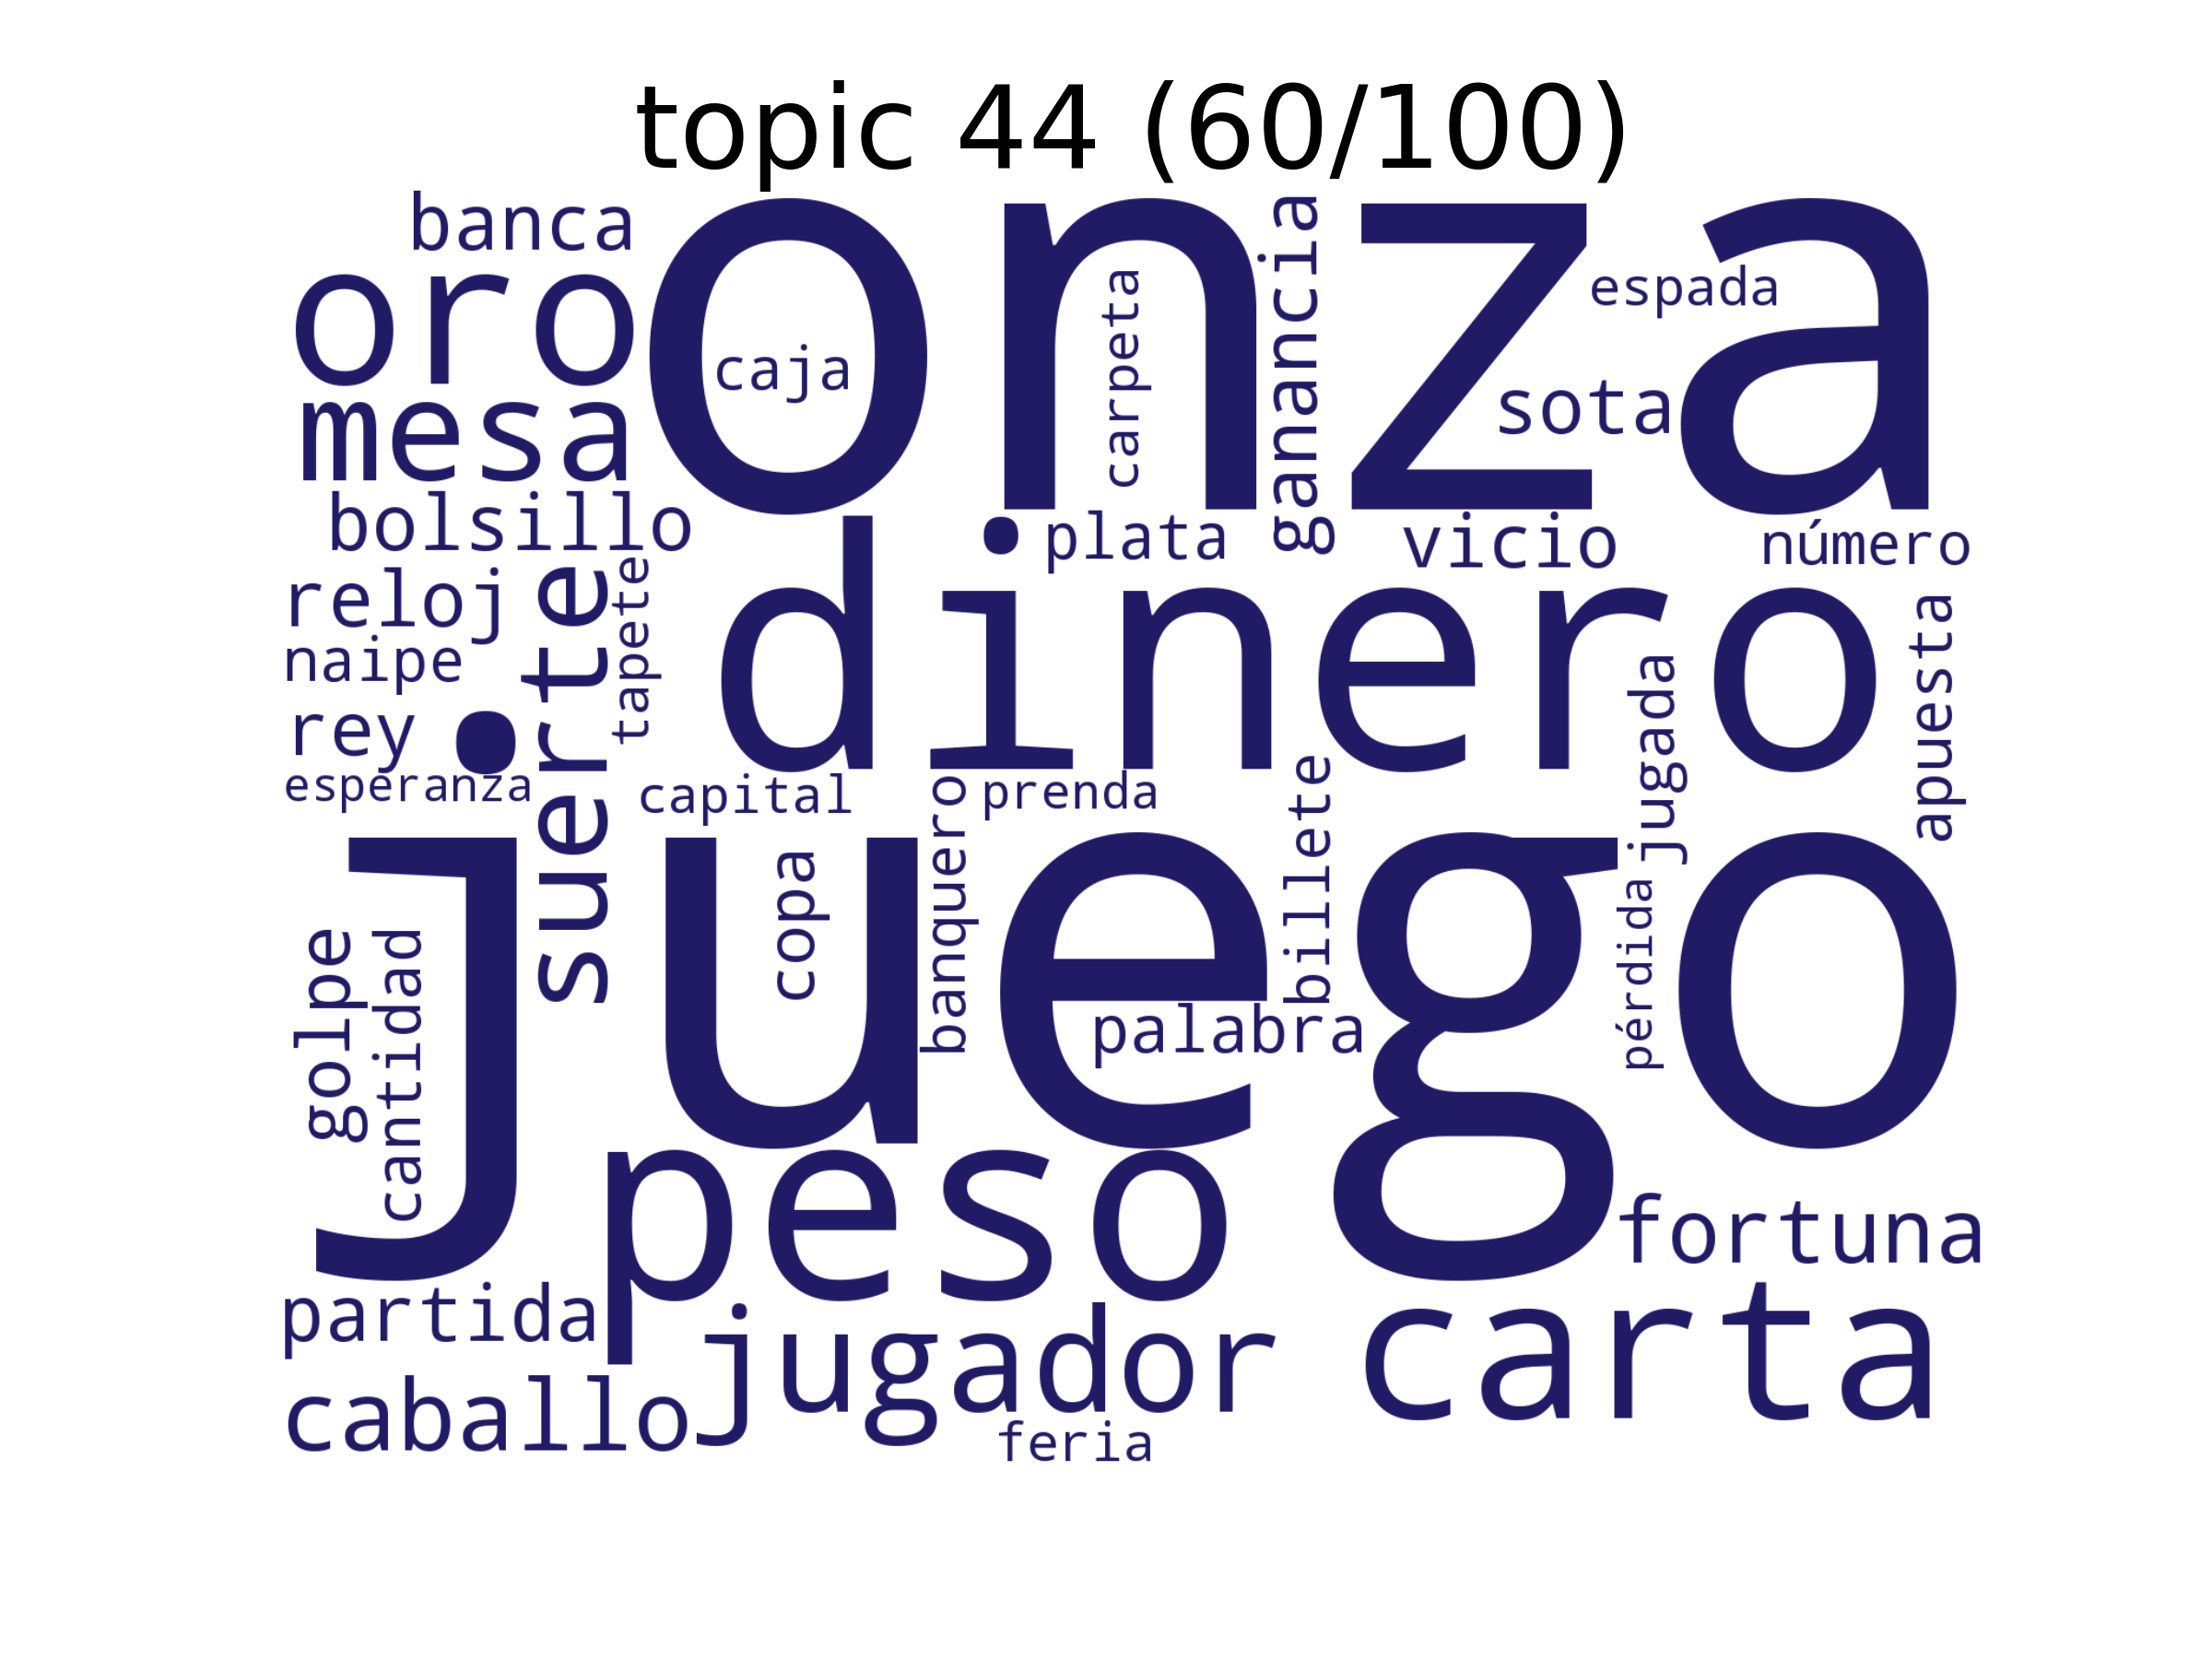 topic 44 (60/100)
banca
onza
ganancia
espada
oro
carpeta
caja
sota
mesa
bolsillo
plata
vicio
número
reloj
suerte
tapete
dinero
apuesta
naipe
jugada
rey
esperanza
capital
prenda
banquero
billete
juego
copa
pérdida
golpe
cantidad
palabra
peso
fortuna
partida
jugador
carta
caballo
feria